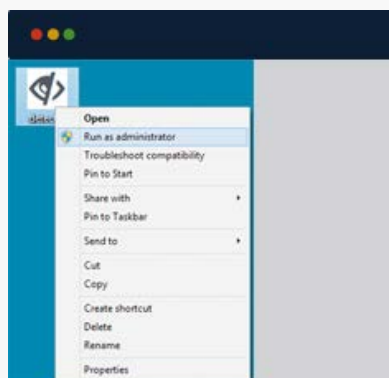 Open
Run as administrator
Troubleshoot compatibility
Pin to Start
Share with
Pin to Taskbar
Send to
Cut
Copy
Create shortcut
Delete
Rename
Properties